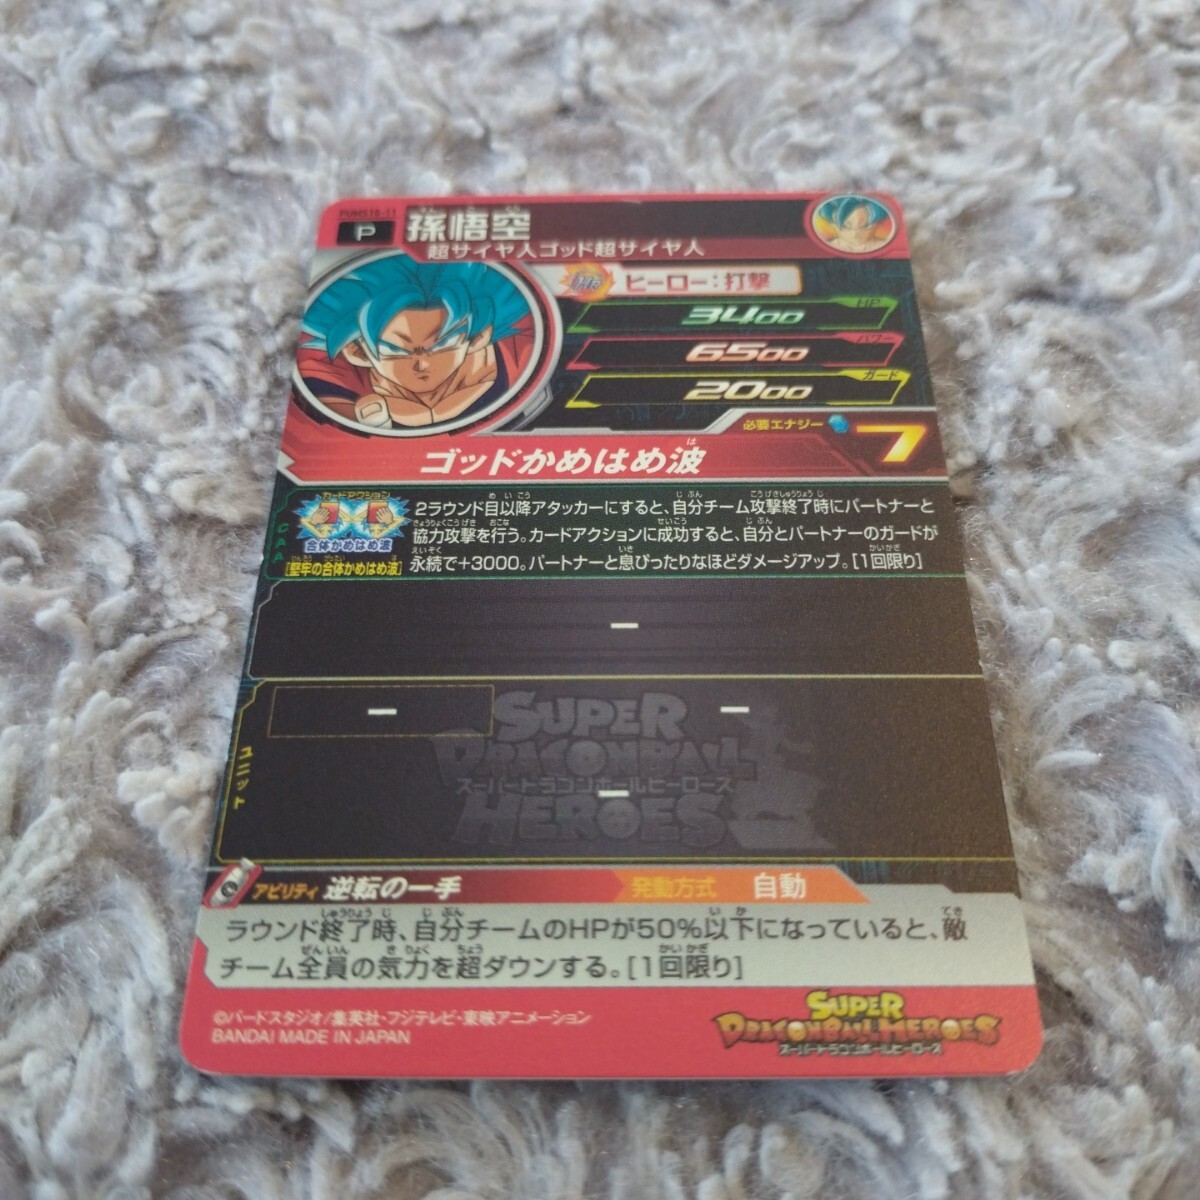 PUMS10-11
P
孫悟空
超サイヤ人ゴッド超サイヤ人
ヒーロー:打撃
HP
3400
パワー
6500
ガード
2000
必要エナジー 7
ゴッドかめはめ波
カードアクション
合体かめはめ波
[堅牢の合体かめはめ波]
CAA
2ラウンド目以降アタッカーにすると、自分チーム攻撃終了時にパートナーと
協力攻撃を行う。カードアクションに成功すると、自分とパートナーのガードが
永続で+3000。パートナーと息ぴったりなほどダメージアップ。[1回限り]
ー
ー
ー
ー
ユニット
SUPER
DRAGONBALL
スーパードラゴンボールヒーローズ
HEROES
アビリティ 逆転の一手 発動方式 自動
ラウンド終了時、自分チームのHPが50%以下になっていると、敵
チーム全員の気力を超ダウンする。[1回限り]
©バードスタジオ/集英社・フジテレビ・東映アニメーション
BANDAI MADE IN JAPAN
SUPER
DRAGONBALL HEROES
スーパードラゴンボールヒーローズ